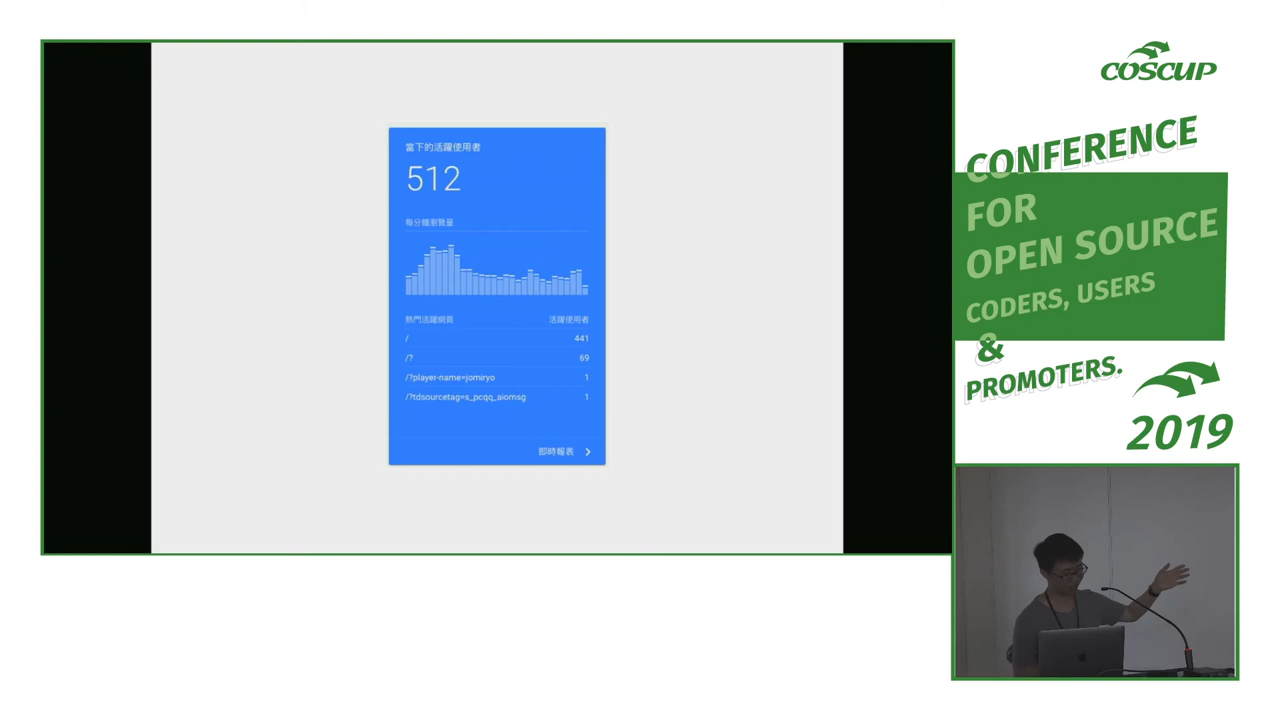 當下的活躍使用者
512
每分鐘瀏覽量
熱門活躍網頁 活躍使用者
/ 441
/? 69
/?player-name=jomiryo 1
/?tdsourcetag=s_pcqq_aiomsg 1
即時報表
COSCUP
CONFERENCE
FOR
OPEN SOURCE
CODERS, USERS
&
PROMOTERS.
2019